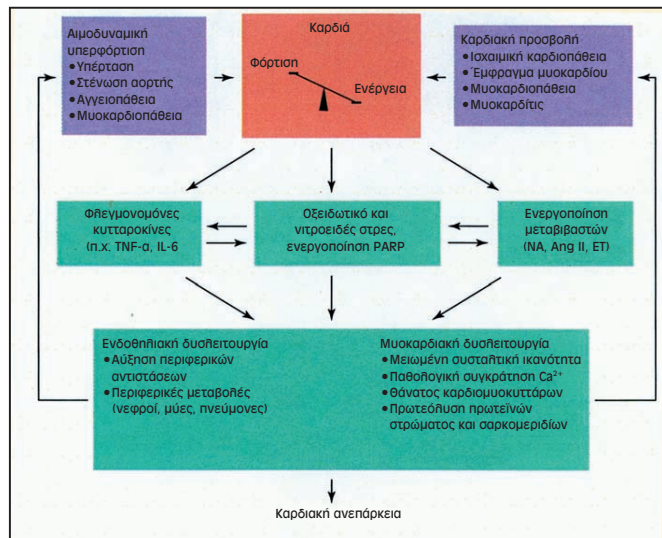 Αιμοδυναμική
υπερφόρτιση
• Υπέρταση
• Στένωση αορτής
• Αγγειοπάθεια
• Μυοκαρδιοπάθεια
Καρδιά
Φόρτιση
Ενέργεια
Καρδιακή προσβολή
• Ισχαιμική καρδιοπάθεια
• Έμφραγμα μυοκαρδίου
• Μυοκαρδιοπάθεια
• Μυοκαρδίτις
Φλεγμονομόνες
κυτταροκίνες
(π.χ. TNF-α, IL-6
Οξειδωτικό και
νιτροειδές στρες,
ενεργοποίηση PARP
Ενεργοποίηση
μεταβιβαστών
(NA, Ang II, ET)
Ενδοθηλιακή δυσλειτουργία
• Αύξηση περιφερικών
αντιστάσεων
• Περιφερικές μεταβολές
(νεφροί, μύες, πνεύμονες)
Μυοκαρδιακή δυσλειτουργία
• Μειωμένη συσταλτική ικανότητα
• Παθολογική συγκράτηση Ca²⁺
• Θάνατος καρδιομυοκυττάρων
• Πρωτεόλυση πρωτεϊνών
στρώματος και σαρκομεριδίων
Καρδιακή ανεπάρκεια